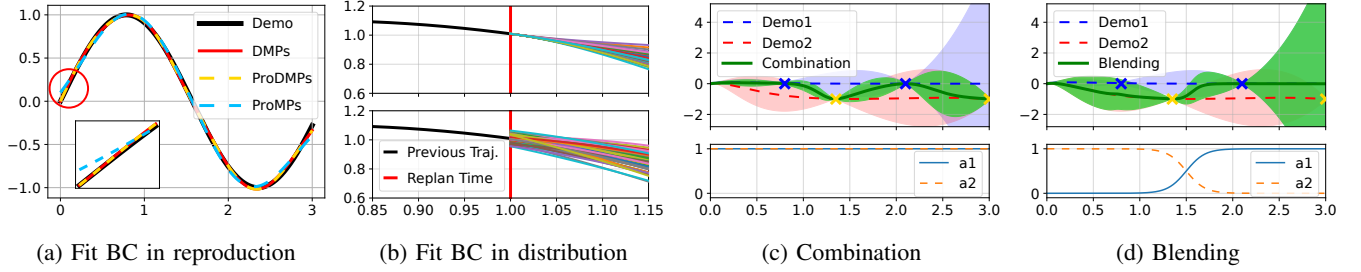 1.0
0.5
0.0
−0.5
−1.0
0
1
2
3
Demo
DMPs
ProDMPs
ProMPs
(a) Fit BC in reproduction
1.2
1.0
0.8
0.6
1.2
1.0
0.8
0.6
0.85
0.90
0.95
1.00
1.05
1.10
1.15
Previous Traj.
Replan Time
(b) Fit BC in distribution
2
0
−2
Demo1
Demo2
Combination
1
0
a1
a2
0.0
0.5
1.0
1.5
2.0
2.5
3.0
(c) Combination
2
0
−2
Demo1
Demo2
Blending
1
0
a1
a2
0.0
0.5
1.0
1.5
2.0
2.5
3.0
(d) Blending